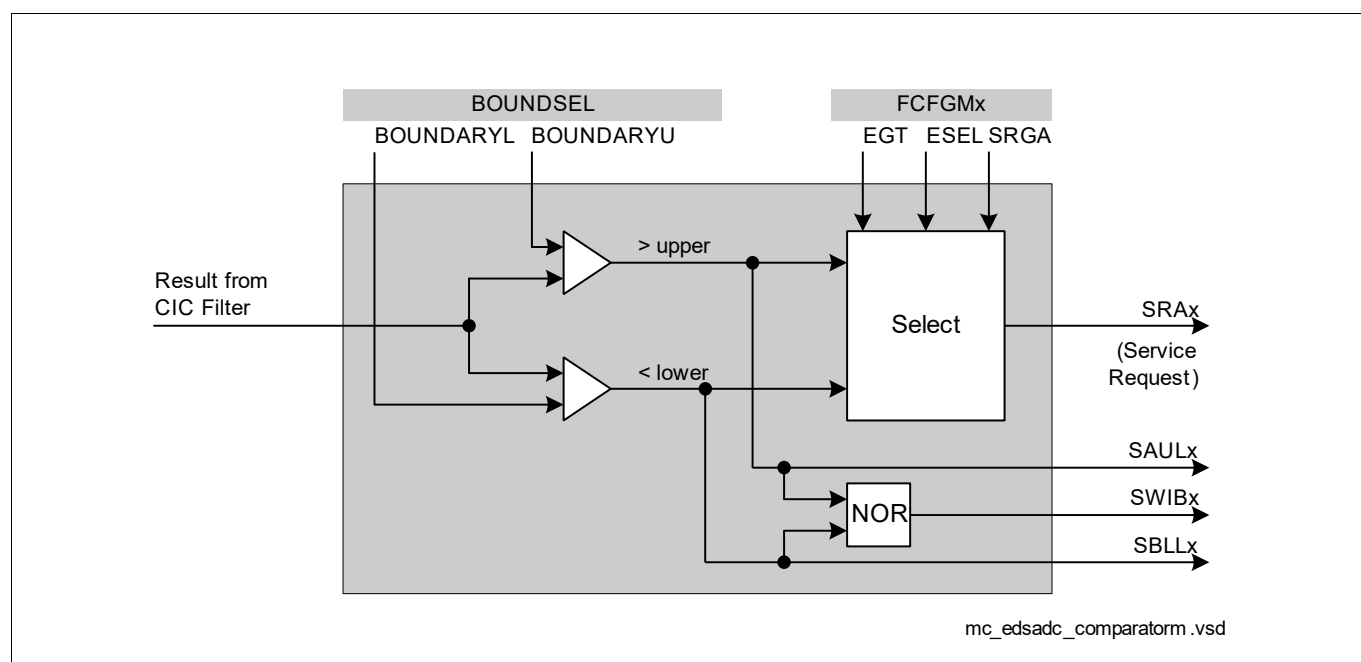 BOUNDSEL
FCFGMx
BOUNDARYL BOUNDARYU
EGT ESEL SRGA
> upper
Result from
CIC Filter
Select
SRAx
(Service
Request)
< lower
SAULx
NOR
SWIBx
SBLLx
mc_edsadc_comparatorm.vsd